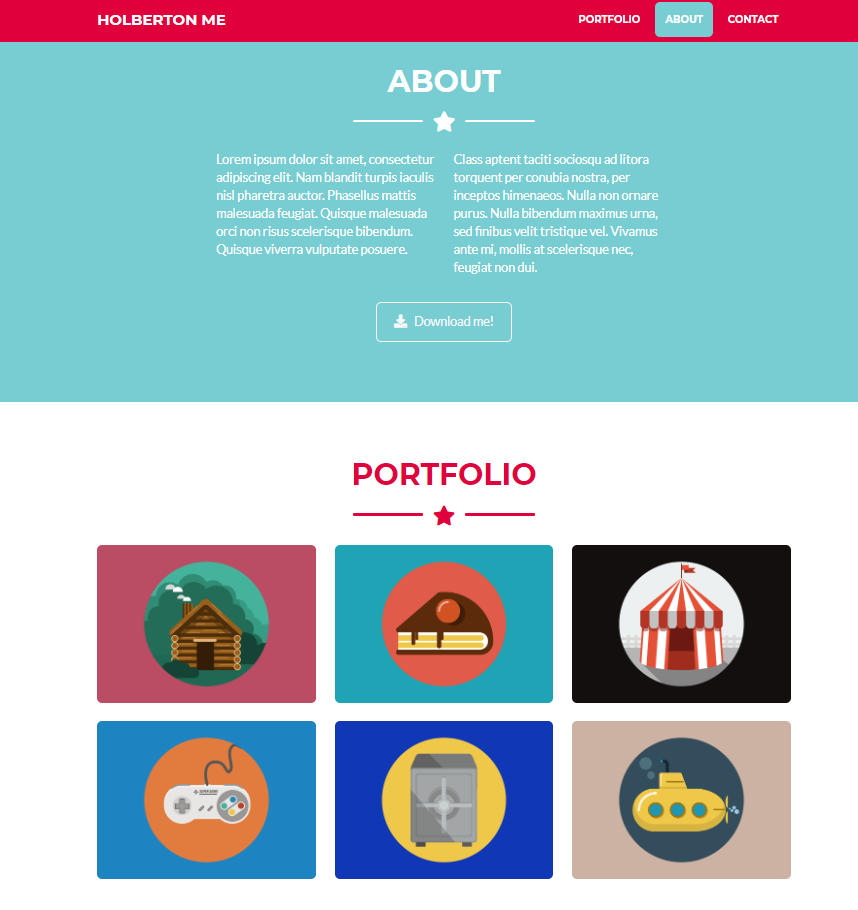 HOLBERTON ME
PORTFOLIO
ABOUT
CONTACT
ABOUT
Lorem ipsum dolor sit amet, consectetur
adipiscing elit. Nam blandit turpis iaculis
nisl pharetra auctor. Phasellus mattis
malesuada feugiat. Quisque malesuada
orci non risus scelerisque bibendum.
Quisque viverra vulputate posuere.
Class aptent taciti sociosqu ad litora
torquent per conubia nostra, per
inceptos himenaeos. Nulla non ornare
purus. Nulla bibendum maximus urna,
sed finibus velit tristique vel. Vivamus
ante mi, mollis at scelerisque nec,
feugiat non dui.
Download me!
PORTFOLIO